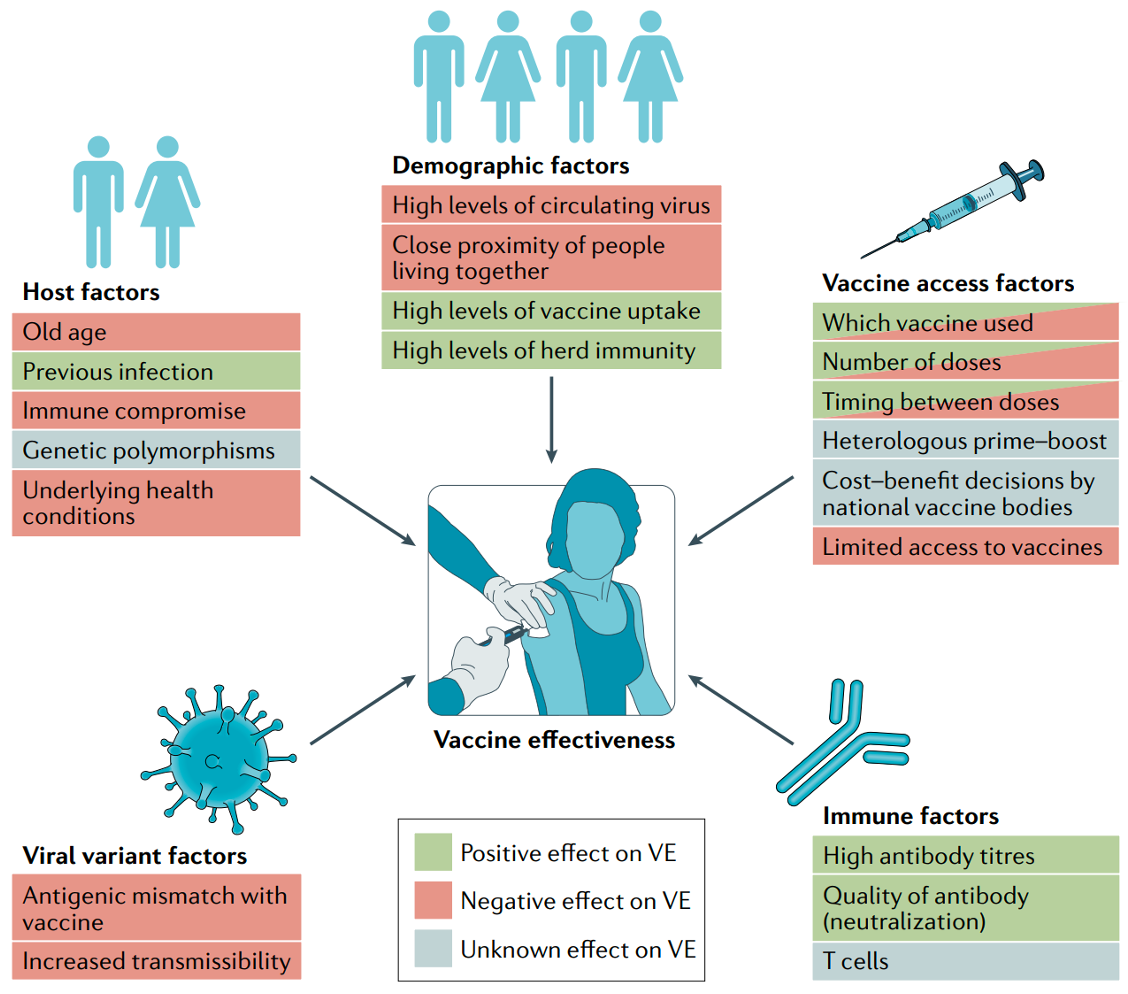 Demographic factors
High levels of circulating virus
Close proximity of people
living together
High levels of vaccine uptake
High levels of herd immunity
Host factors
Old age
Previous infection
Immune compromise
Genetic polymorphisms
Underlying health
conditions
Vaccine access factors
Which vaccine used
Number of doses
Timing between doses
Heterologous prime–boost
Cost–benefit decisions by
national vaccine bodies
Limited access to vaccines
Vaccine effectiveness
Viral variant factors
Antigenic mismatch with
vaccine
Increased transmissibility
Positive effect on VE
Negative effect on VE
Unknown effect on VE
Immune factors
High antibody titres
Quality of antibody
(neutralization)
T cells